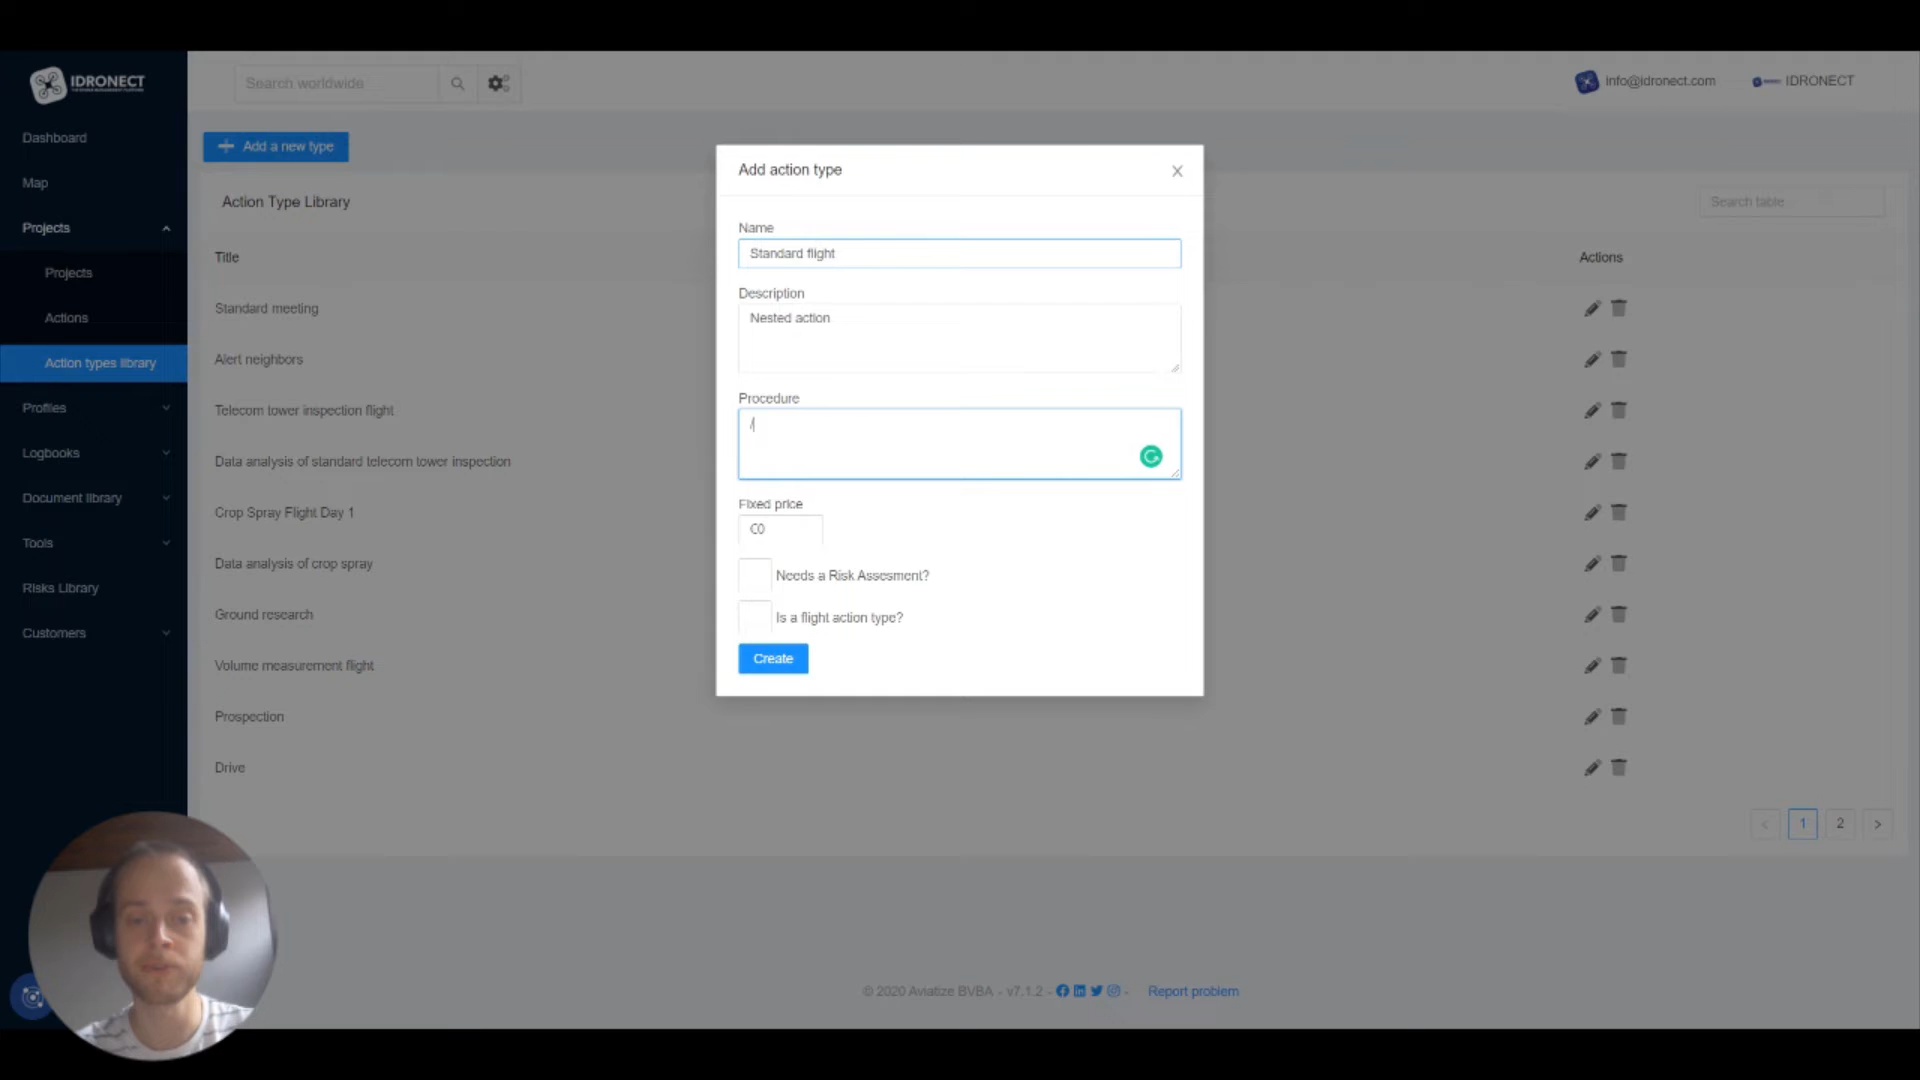 IDRONECT
Search worldwide
info@idronect.com
IDRONECT
Dashboard
Map
Projects
Projects
Actions
Action types library
Profiles
Logbooks
Document library
Tools
Risks Library
Customers
Add a new type
Action Type Library
Search table
Title
Actions
Standard meeting
Alert neighbors
Telecom tower inspection flight
Data analysis of standard telecom tower inspection
Crop Spray Flight Day 1
Data analysis of crop spray
Ground research
Volume measurement flight
Prospection
Drive
Add action type
Name
Standard flight
Description
Nested action
Procedure
/
Fixed price
€0
Needs a Risk Assesment?
Is a flight action type?
Create
< 1 2 >
© 2020 Aviatize BVBA - v7.1.2 - - Report problem